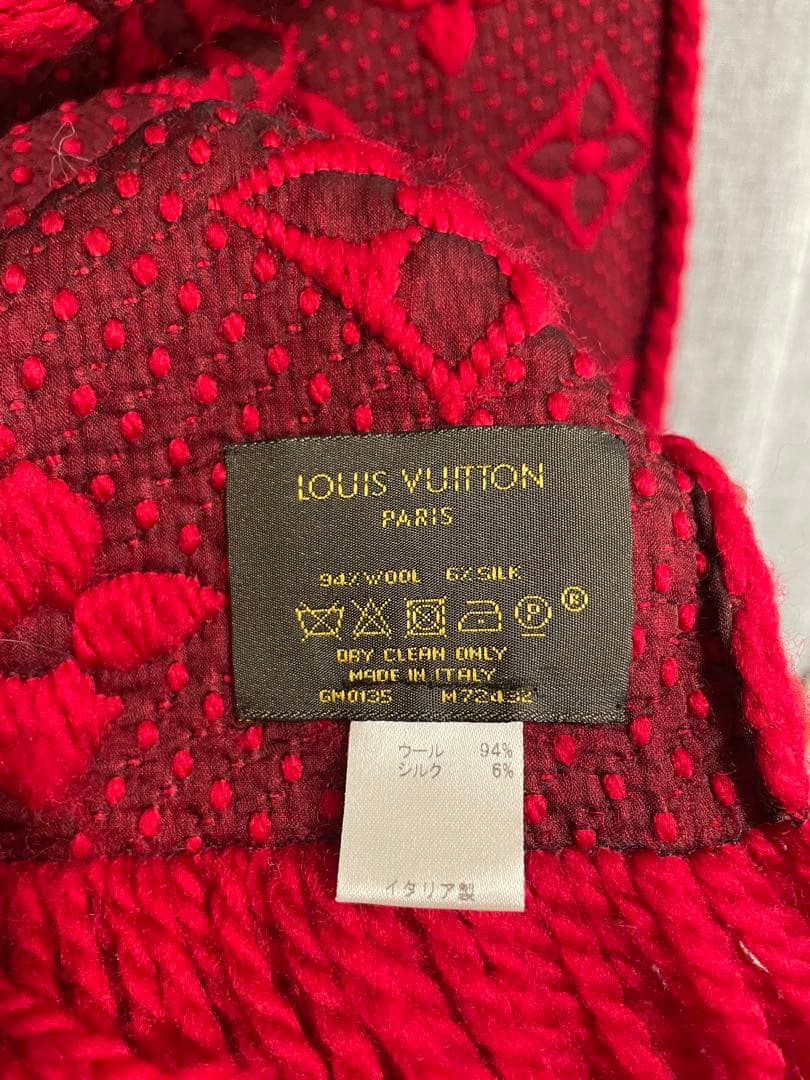 LOUIS VUITTON
PARIS
94% WOOL 6% SILK
P ®
DRY CLEAN ONLY
MADE IN ITALY
GM0135 M72432
ウール 94%
シルク 6%
イタリア製